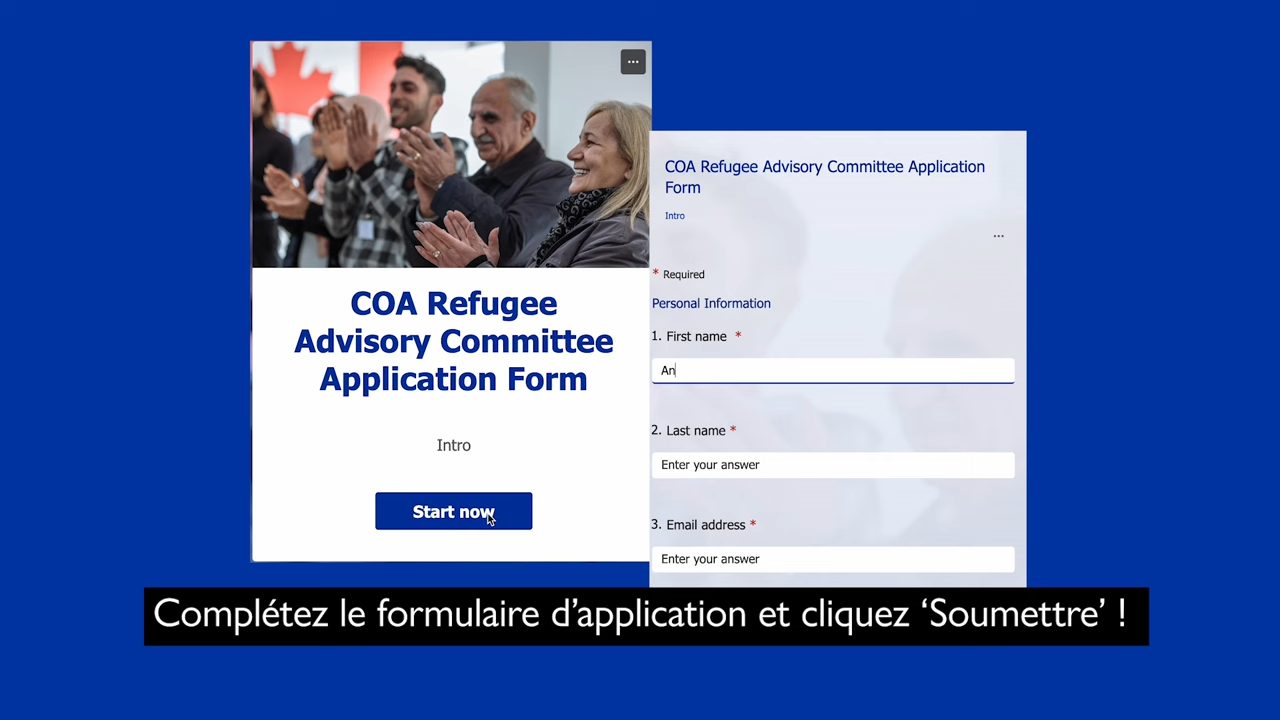 COA Refugee
Advisory Committee
Application Form
Intro
Start now
COA Refugee Advisory Committee Application
Form
Intro
* Required
Personal Information
1. First name *
An
2. Last name *
Enter your answer
3. Email address *
Enter your answer
Complétez le formulaire d’application et cliquez ‘Soumettre’ !